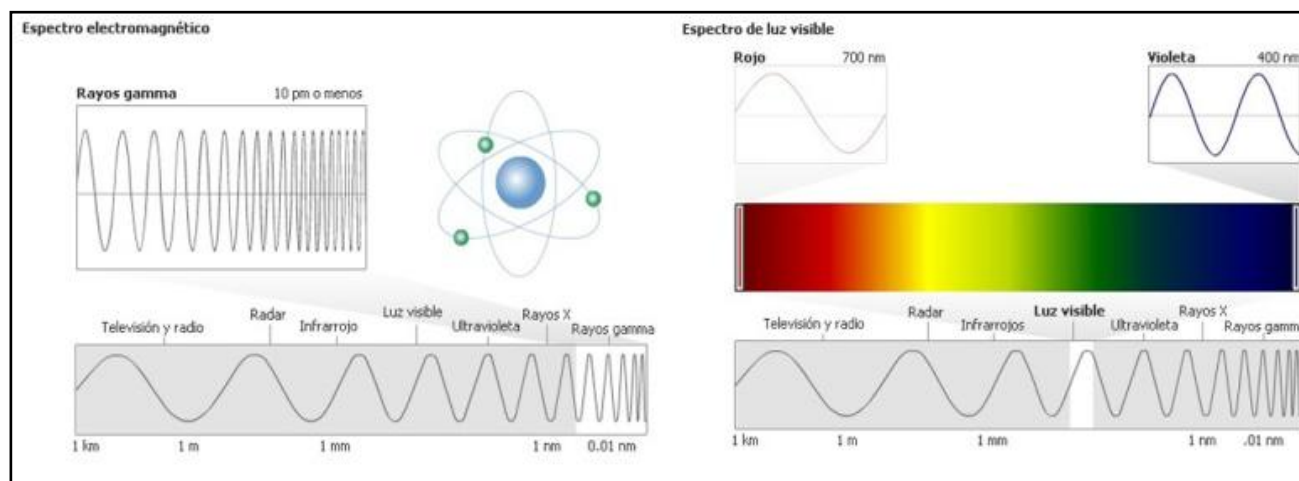 Espectro electromagnético
Rayos gamma 10 pm o menos
Televisión y radio
Radar
Infrarrojo
Luz visible
Ultravioleta
Rayos X
Rayos gamma
1 km 1 m 1 mm 1 nm 0.01 nm
Espectro de luz visible
Rojo 700 nm
Violeta 400 nm
Televisión y radio
Radar
Infrarrojos
Luz visible
Ultravioleta
Rayos X
Rayos gamm
1 km 1 m 1 mm 1 nm .01 nm